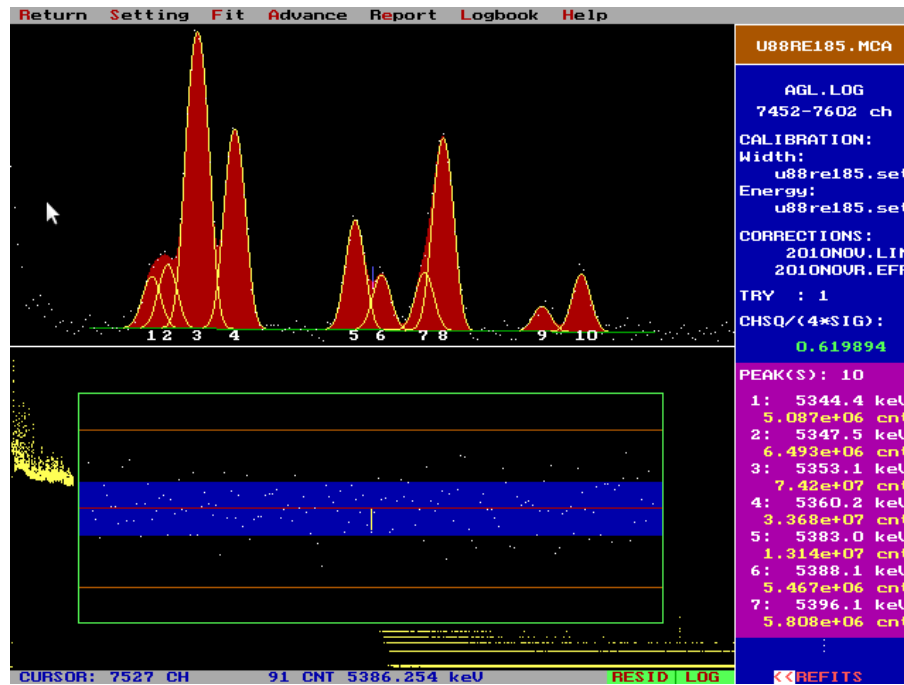 Return Setting Fit Advance Report Logbook Help
U88RE185.MCA
AGL.LOG
7452-7602 ch
CALIBRATION:
Width:
u88re185.set
Energy:
u88re185.set
CORRECTIONS:
2010NOV.LIN
2010NOVR.EFF
TRY : 1
CHSQ/(4*SIG):
0.619894
PEAK(S): 10
1: 5344.4 keV
5.087e+06 cnt
2: 5347.5 keV
6.493e+06 cnt
3: 5353.1 keV
7.42e+07 cnt
4: 5360.2 keV
3.368e+07 cnt
5: 5383.0 keV
1.314e+07 cnt
6: 5388.1 keV
5.467e+06 cnt
7: 5396.1 keV
5.808e+06 cnt
1 2 3 4 5 6 7 8 9 10
CURSOR: 7527 CH 91 CNT 5386.254 keV RESID LOG <<REFITS